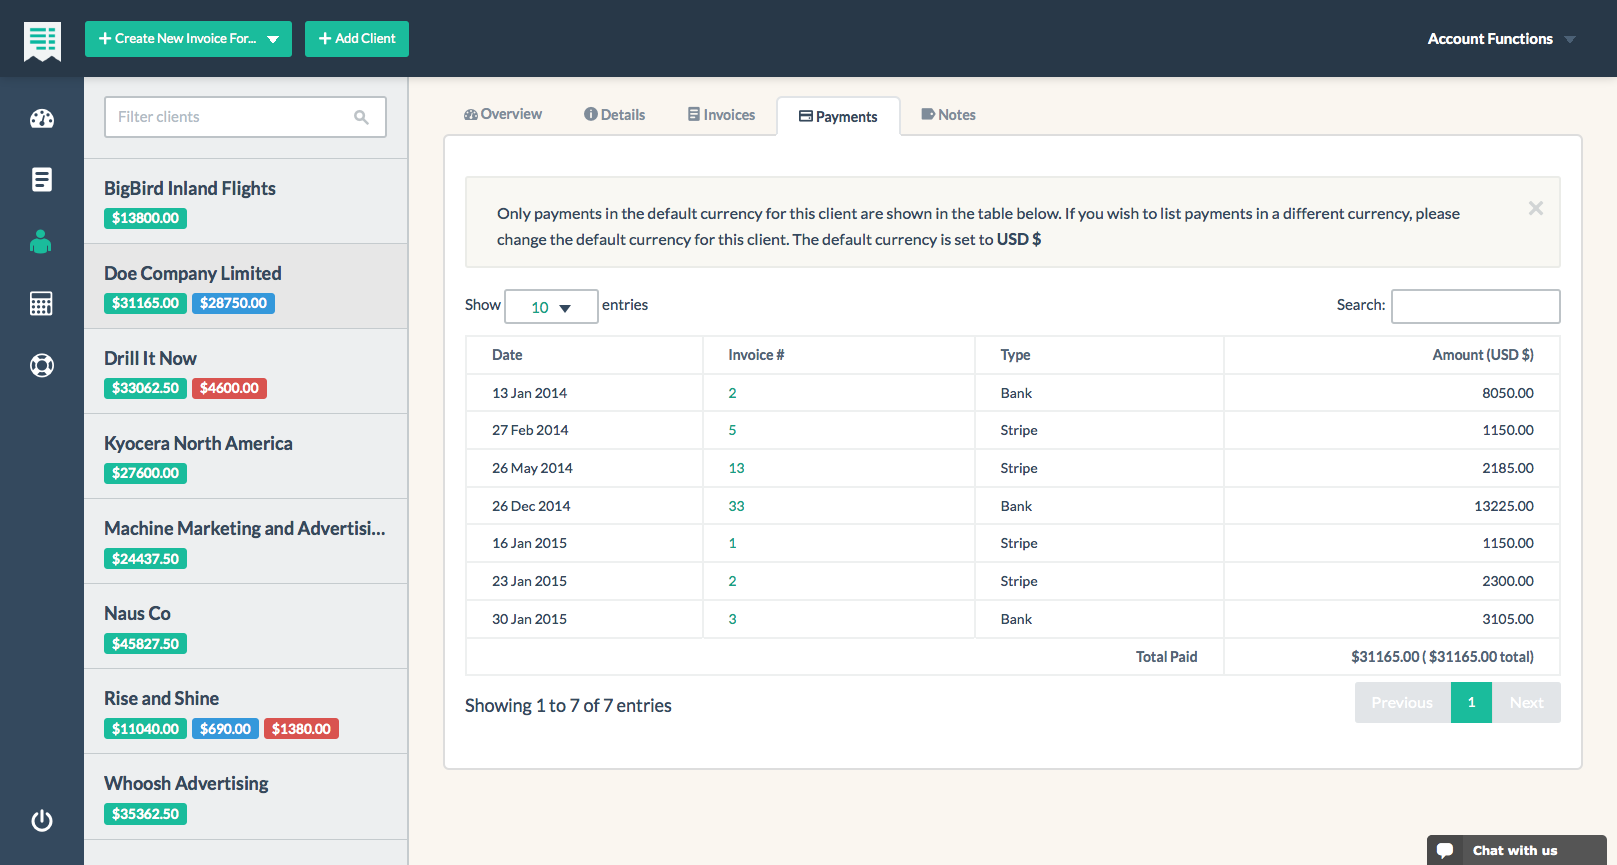 Create New Invoice For...
Add Client
Account Functions
Filter clients
BigBird Inland Flights
$13800.00
Doe Company Limited
$31165.00 $28750.00
Drill It Now
$33062.50 $4600.00
Kyocera North America
$27600.00
Machine Marketing and Advertisi...
$24437.50
Naus Co
$45827.50
Rise and Shine
$11040.00 $690.00 $1380.00
Whoosh Advertising
$35362.50
Overview Details Invoices Payments Notes
Only payments in the default currency for this client are shown in the table below. If you wish to list payments in a different currency, please
change the default currency for this client. The default currency is set to USD $
Show 10 entries
Search:
Date Invoice # Type Amount (USD $)
13 Jan 2014 2 Bank 8050.00
27 Feb 2014 5 Stripe 1150.00
26 May 2014 13 Stripe 2185.00
26 Dec 2014 33 Bank 13225.00
16 Jan 2015 1 Stripe 1150.00
23 Jan 2015 2 Stripe 2300.00
30 Jan 2015 3 Bank 3105.00
Total Paid $31165.00 ( $31165.00 total)
Showing 1 to 7 of 7 entries
Previous 1 Next
Chat with us